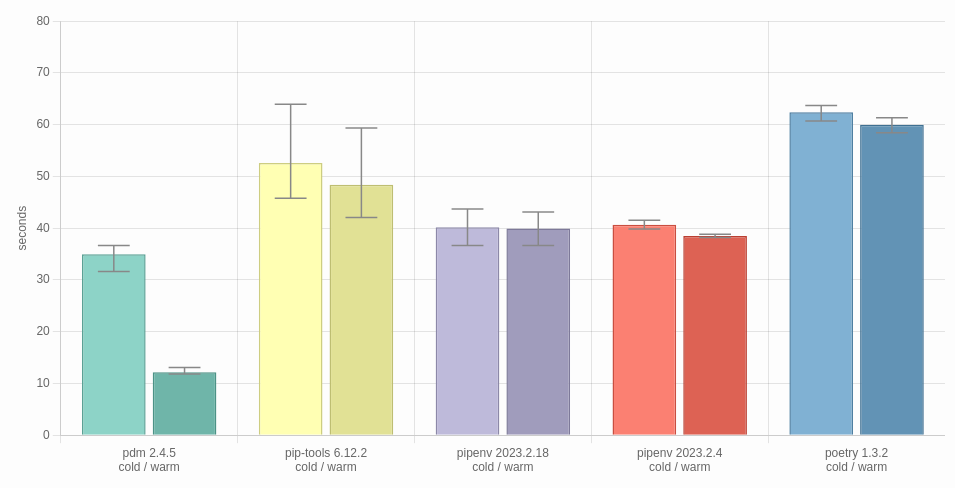 80
70
60
50
40
30
20
10
0
seconds
pdm 2.4.5
cold / warm
pip-tools 6.12.2
cold / warm
pipenv 2023.2.18
cold / warm
pipenv 2023.2.4
cold / warm
poetry 1.3.2
cold / warm